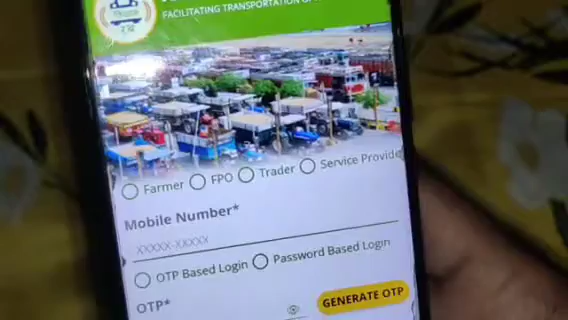 FACILITATING TRANSPORTATION O
Farmer FPO Trader Service Provide
Mobile Number*
XXXXX-XXXXX
OTP Based Login Password Based Login
OTP*
GENERATE OTP